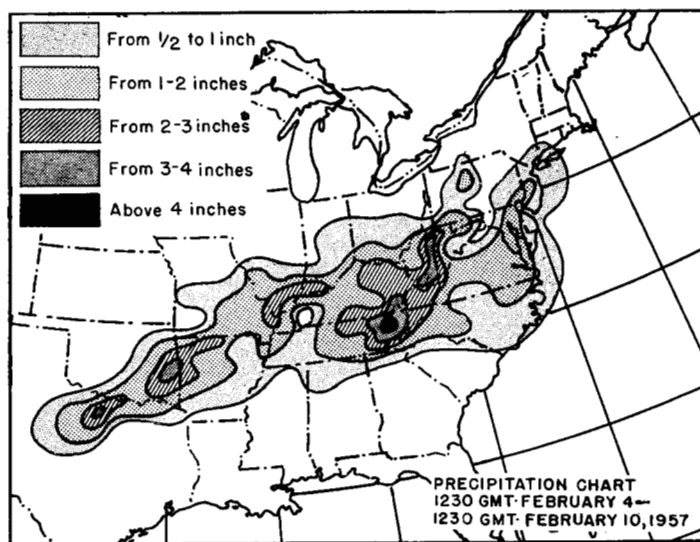 From 1/2 to 1 inch
From 1-2 inches
From 2-3 inches
From 3-4 inches
Above 4 inches
PRECIPITATION CHART
1230 GMT·FEBRUARY 4—
1230 GMT·FEBRUARY 10, 1957